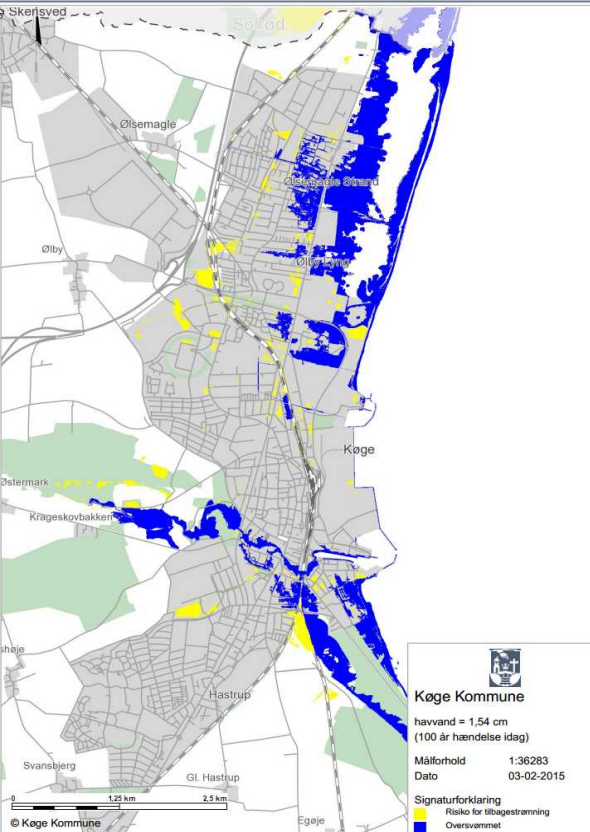 Skensved
Solrød
Ølsemagle
Ølsemagle Strand
Ølby
Ølby Lyng
Køge
Østermark
Krageskovbakken
shøje
Hastrup
Svansbjerg
Gl. Hastrup
Egøje
0 1,25 km 2,5 km
© Køge Kommune
Køge Kommune
havvand = 1,54 cm
(100 år hændelse idag)
Målforhold 1:36283
Dato 03-02-2015
Signaturforklaring
Risiko for tilbagestrømning
Oversvømmet